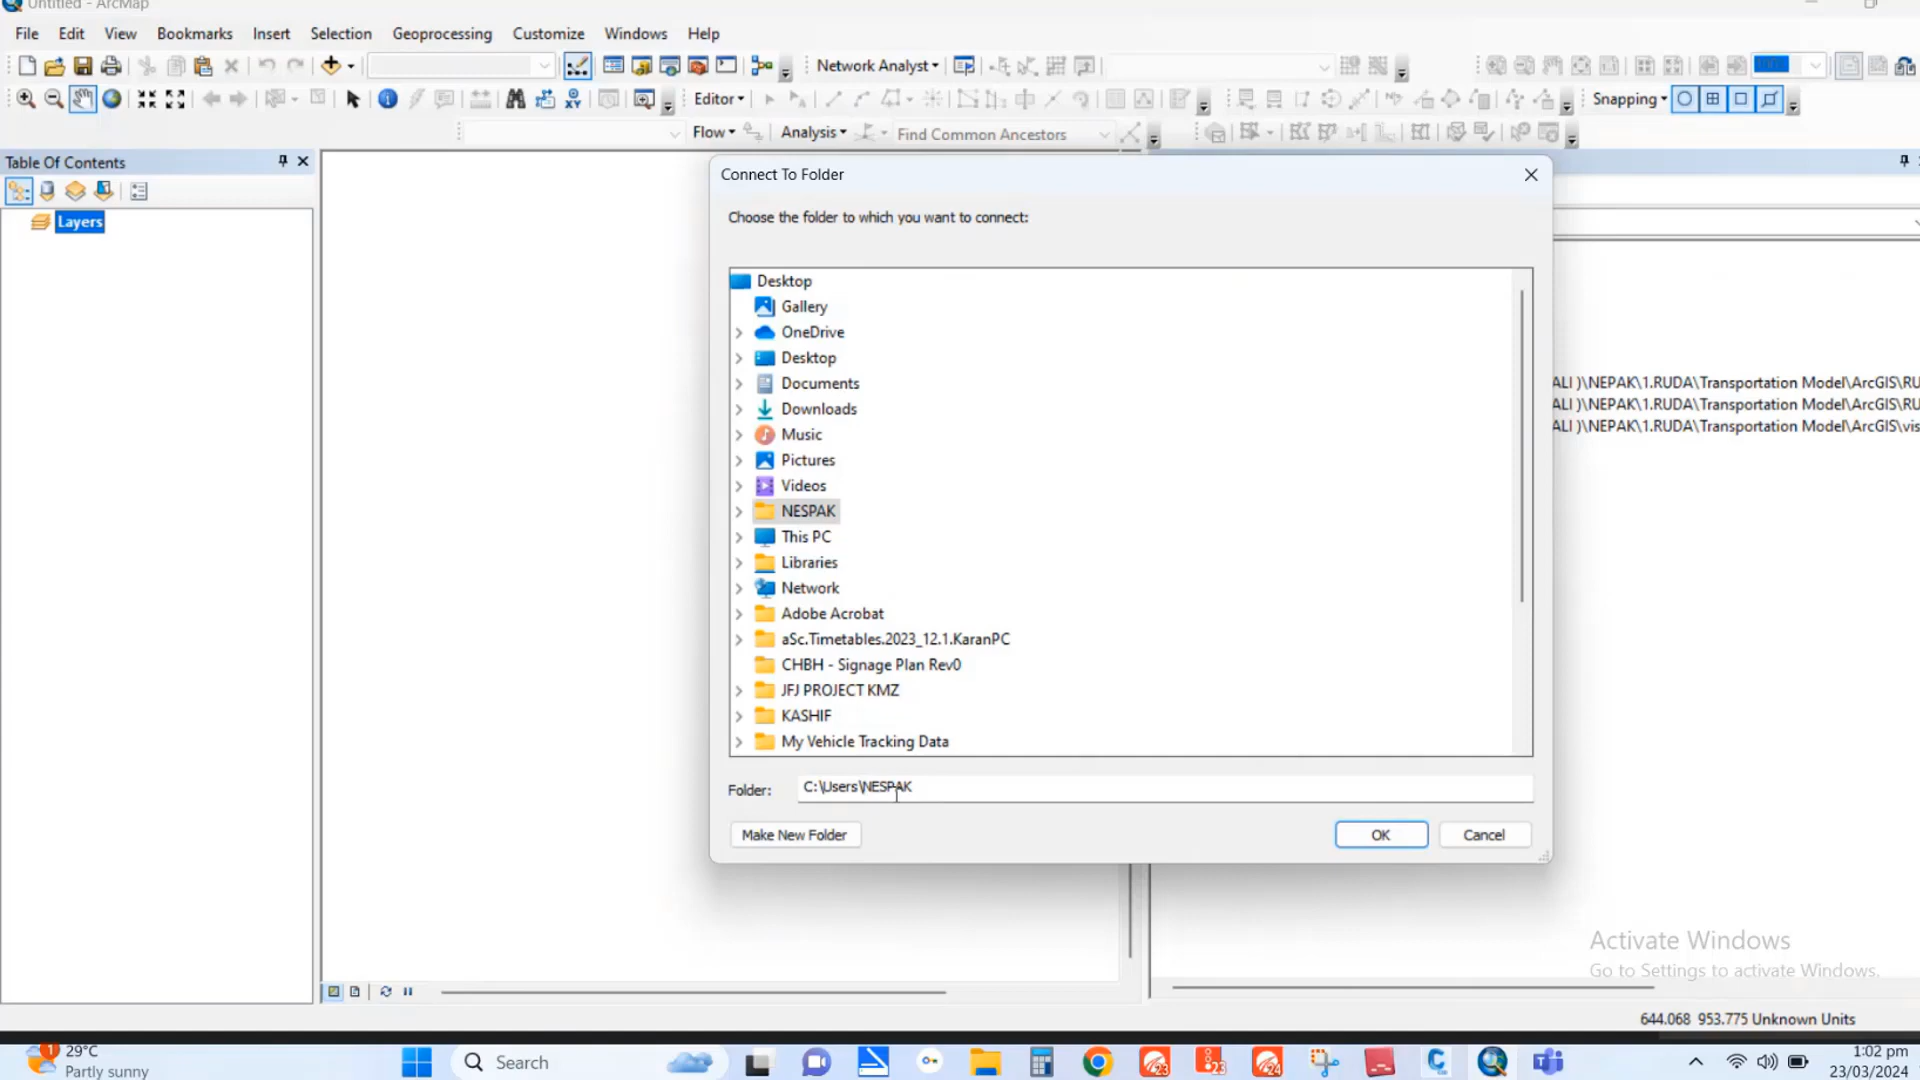 Untitled - ArcMap
File Edit View Bookmarks Insert Selection Geoprocessing Customize Windows Help
Network Analyst
Editor
Snapping
Flow Analysis Find Common Ancestors
Table Of Contents
Layers
Connect To Folder
Choose the folder to which you want to connect:
Desktop
Gallery
OneDrive
Desktop
Documents
Downloads
Music
Pictures
Videos
NESPAK
This PC
Libraries
Network
Adobe Acrobat
aSc.Timetables.2023_12.1.KaranPC
CHBH - Signage Plan Rev0
JFJ PROJECT KMZ
KASHIF
My Vehicle Tracking Data
Folder: C:\Users\NESPAK
Make New Folder
OK Cancel
ALI )\NEPAK\1.RUDA\Transportation Model\ArcGIS\RU
ALI )\NEPAK\1.RUDA\Transportation Model\ArcGIS\RU
ALI )\NEPAK\1.RUDA\Transportation Model\ArcGIS\vis
Activate Windows
Go to Settings to activate Windows.
644.068 953.775 Unknown Units
1
29°C
Partly sunny
Search
23
23
24
1:02 pm
23/03/2024